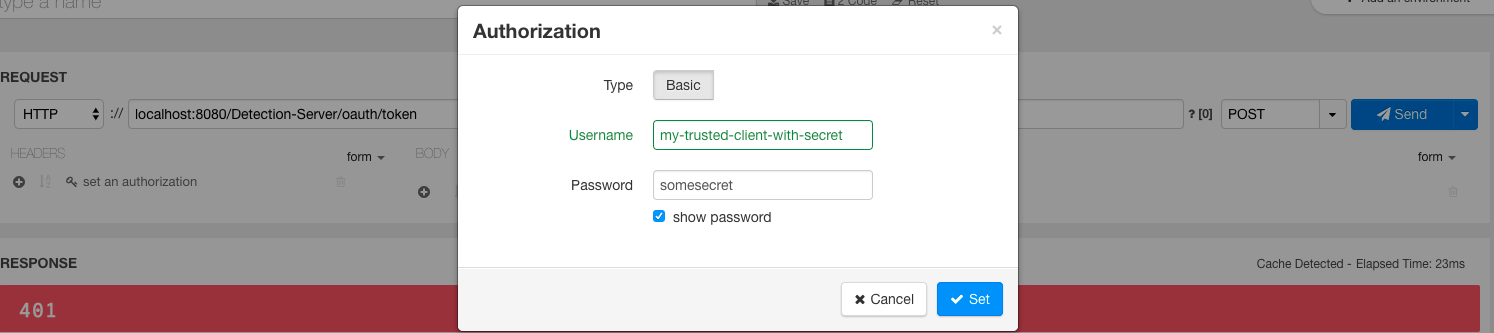 type a name
Save 2 Code Reset
Add an environment
Authorization ×
REQUEST
Type Basic
HTTP :// localhost:8080/Detection-Server/oauth/token ? [0] POST Send
Username my-trusted-client-with-secret
HEADERS form BODY form
set an authorization
Password somesecret
show password
RESPONSE Cache Detected - Elapsed Time: 23ms
Cancel Set
401